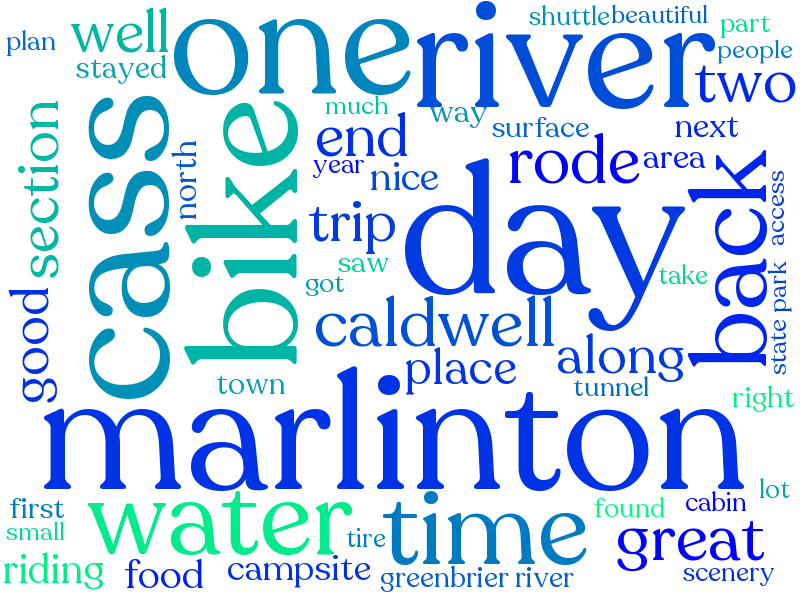 plan
well
stayed
one
river
shuttle
beautiful
part
people
two
much
way
surface
next
section
cass
north
bike
end
year
nice
rode
area
back
access
trip
saw
got
day
take
state park
good
caldwell
town
place
along
tunnel
right
marlinton
first
small
riding
water
food
tire
campsite
time
greenbrier river
found
cabin
lot
great
scenery